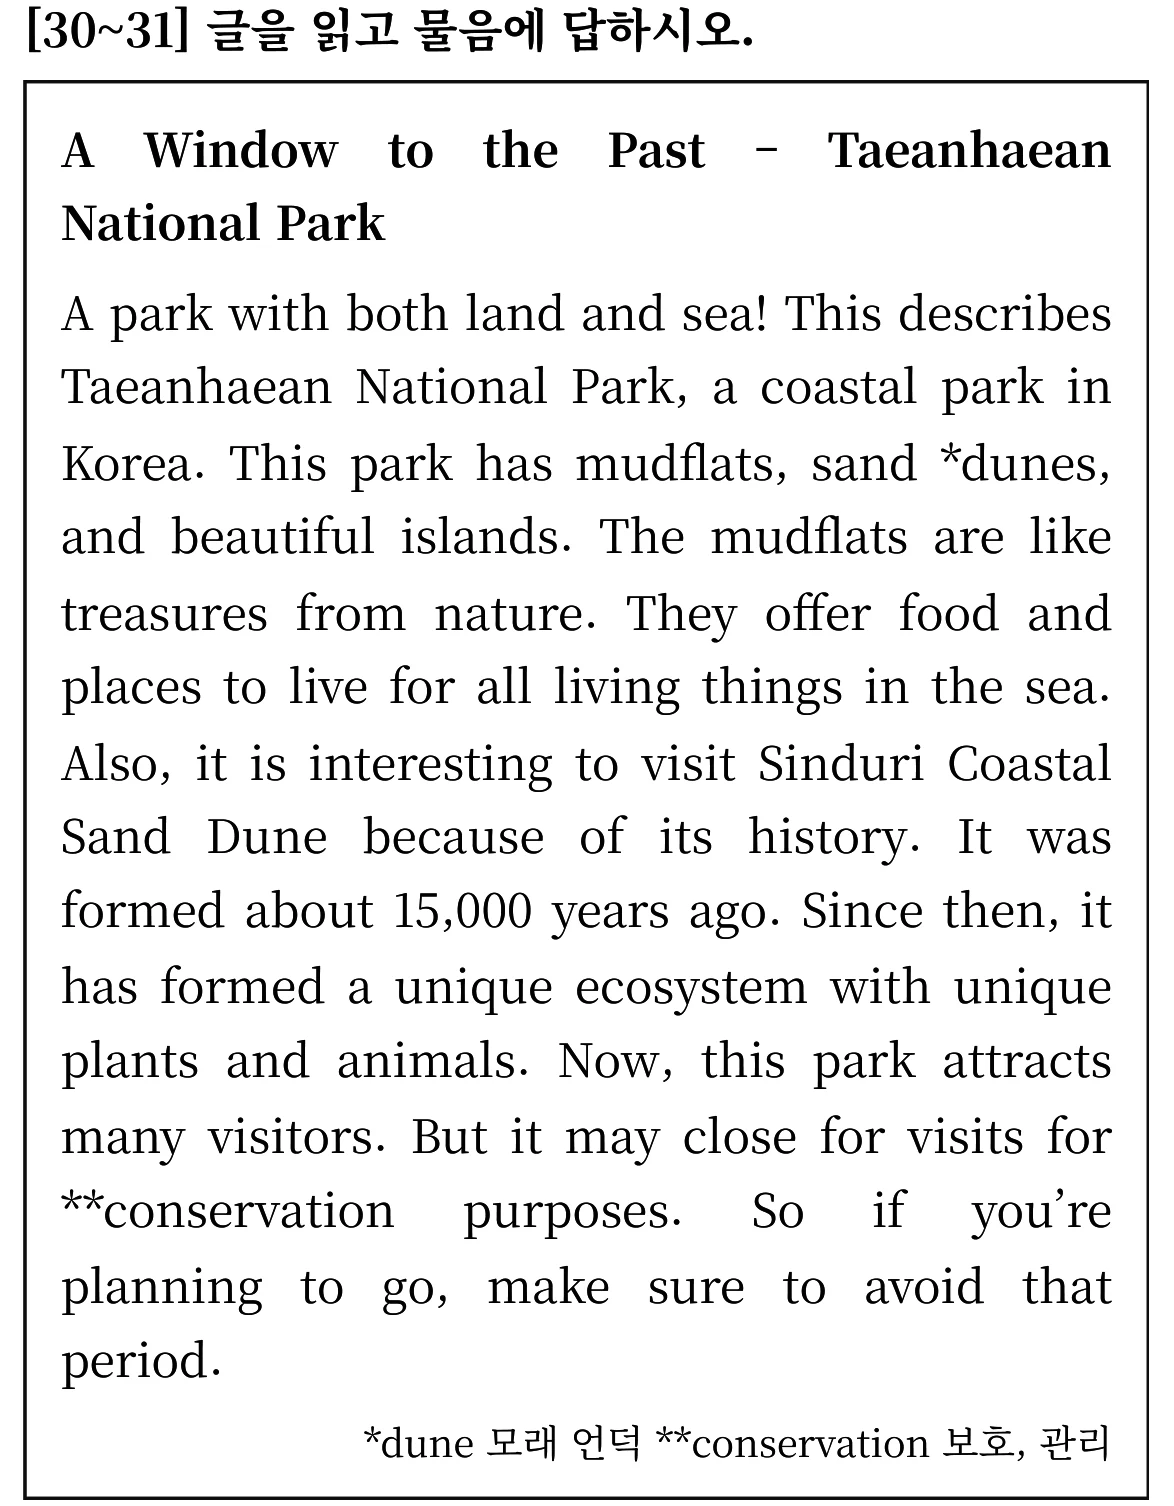 [30~31] 글을 읽고 물음에 답하시오.
A Window to the Past - Taeanhaean
National Park
A park with both land and sea! This describes
Taeanhaean National Park, a coastal park in
Korea. This park has mudflats, sand *dunes,
and beautiful islands. The mudflats are like
treasures from nature. They offer food and
places to live for all living things in the sea.
Also, it is interesting to visit Sinduri Coastal
Sand Dune because of its history. It was
formed about 15,000 years ago. Since then, it
has formed a unique ecosystem with unique
plants and animals. Now, this park attracts
many visitors. But it may close for visits for
**conservation purposes. So if you’re
planning to go, make sure to avoid that
period.
*dune 모래 언덕 **conservation 보호, 관리